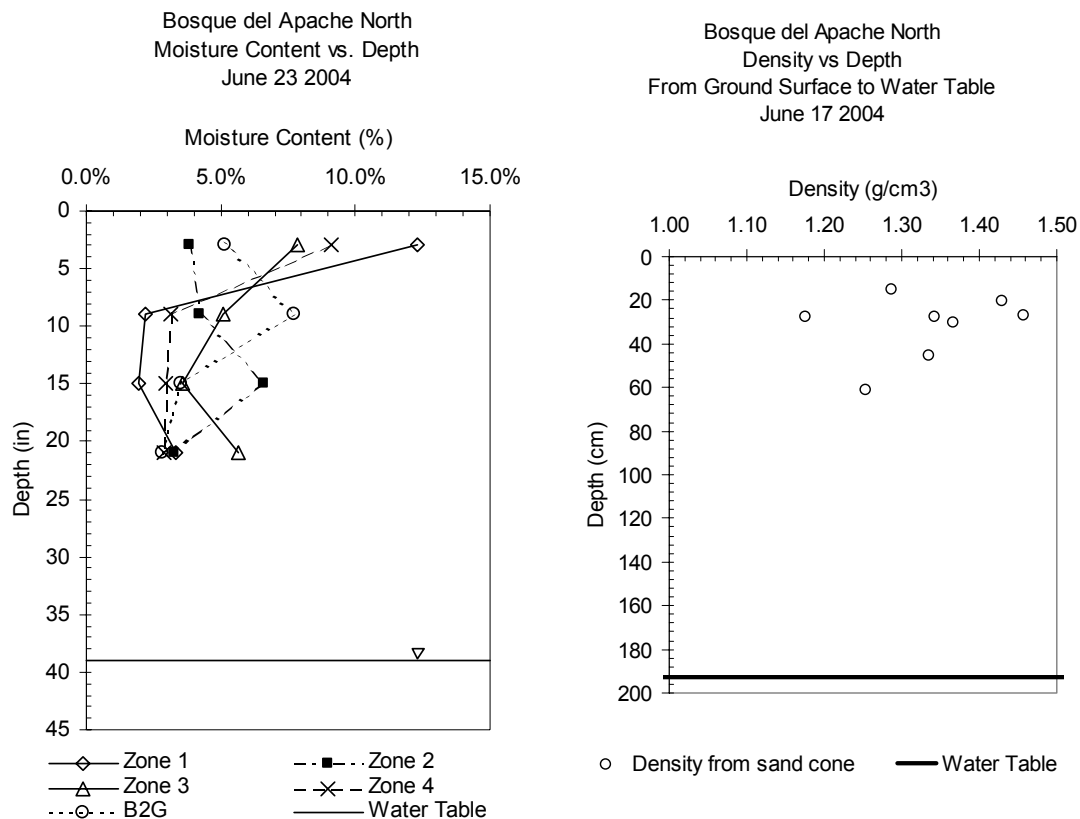 Bosque del Apache North
Moisture Content vs. Depth
June 23 2004
Moisture Content (%)
0.0% 5.0% 10.0% 15.0%
0
5
10
15
20
25
30
35
40
45
Depth (in)
Zone 1 Zone 2
Zone 3 Zone 4
B2G Water Table
Bosque del Apache North
Density vs Depth
From Ground Surface to Water Table
June 17 2004
Density (g/cm3)
1.00 1.10 1.20 1.30 1.40 1.50
0
20
40
60
80
100
120
140
160
180
200
Depth (cm)
Density from sand cone Water Table